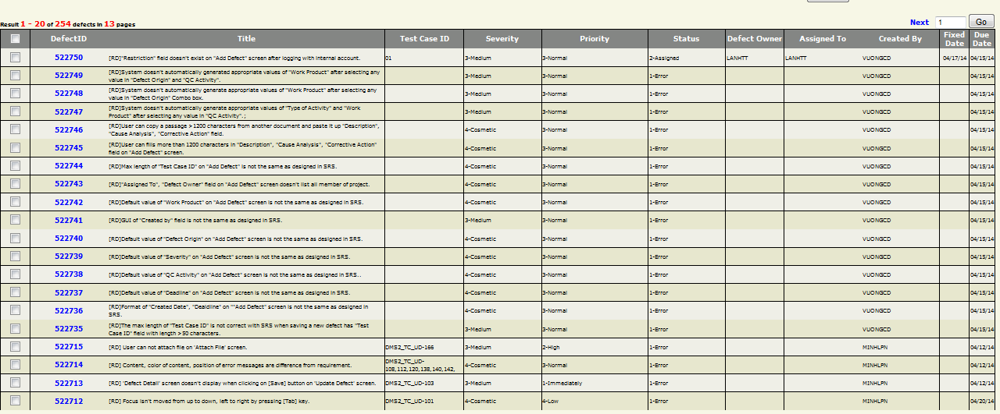 Result 1 - 20 of 254 defects in 13 pages
Next 1 Go
DefectID Title Test Case ID Severity Priority Status Defect Owner Assigned To Created By Fixed Date Due Date
522750 [RD]"Restriction" field doesn't exist on "Add Defect" screen after logging with internal account. 01 3-Medium 3-Normal 2-Assigned LANHTT LANHTT VUONGCD 04/17/14 04/15/14
522749 [RD]System doesn't automatically generated appropriate values of "Work Product" after selecting any value in "Defect Origin" and "QC Activity". 3-Medium 3-Normal 1-Error VUONGCD 04/15/14
522748 [RD]System doesn't automatically generate appropriate values of "Work Product" after selecting any value in "Defect Origin" Combo box. 3-Medium 3-Normal 1-Error VUONGCD 04/15/14
522747 [RD]System doesn't automatically generate appropriate values of "Type of Activity" and "Work Product" after selecting any value in "QC Activity". ; 3-Medium 3-Normal 1-Error VUONGCD 04/15/14
522746 [RD]User can copy a passage >1200 characters from another document and paste it up "Description", "Cause Analysis", "Corrective Action" field. 4-Cosmetic 3-Normal 1-Error VUONGCD 04/15/14
522745 [RD]User can fills more than 1200 characters in "Description", "Cause Analysis", "Corrective Action" field on "Add Defect" screen. 4-Cosmetic 3-Normal 1-Error VUONGCD 04/15/14
522744 [RD]Max length of "Test Case ID" on "Add Defect" is not the same as designed in SRS. 4-Cosmetic 3-Normal 1-Error VUONGCD 04/15/14
522743 [RD]"Assigned To", "Defect Owner" field on "Add Defect" screen doesn't list all member of project. 4-Cosmetic 3-Normal 1-Error VUONGCD 04/15/14
522742 [RD]Default value of "Work Product" on "Add Defect" screen is not the same as designed in SRS. 4-Cosmetic 3-Normal 1-Error VUONGCD 04/15/14
522741 [RD]GUI of "Created by" field is not the same as designed in SRS. 3-Medium 3-Normal 1-Error VUONGCD 04/15/14
522740 [RD]Default value of "Defect Origin" on "Add Defect" screen is not the same as designed in SRS. 4-Cosmetic 3-Normal 1-Error VUONGCD 04/15/14
522739 [RD]Default value of "Severity" on "Add Defect" screen is not the same as designed in SRS. 4-Cosmetic 3-Normal 1-Error VUONGCD 04/15/14
522738 [RD]Default value of "QC Activity" on "Add Defect" screen is not the same as designed in SRS. . 4-Cosmetic 3-Normal 1-Error VUONGCD 04/15/14
522737 [RD]Default value of "Deadline" on "Add Defect" screen is not the same as designed in SRS. 4-Cosmetic 3-Normal 1-Error VUONGCD 04/15/14
522736 [RD]Format of "Created Date", "Deaidline" on ""Add Defect" screen is not the same as designed in SRS. 4-Cosmetic 3-Normal 1-Error VUONGCD 04/15/14
522735 [RD]The max length of "Test Case ID" is not correct with SRS when saving a new defect has "Test Case ID" field with length >50 characters. 3-Medium 3-Normal 1-Error VUONGCD 04/15/14
522715 [RD] User can not attach file on 'Attach File' screen. DMS2_TC_UD-166 3-Medium 2-High 1-Error MINHLPN 04/12/14
522714 [RD] Content, color of content, position of error messages are difference from requirement. DMS2_TC_UD-108,112,120,138,140,142, 4-Cosmetic 3-Normal 1-Error MINHLPN 04/12/14
522713 [RD] 'Defect Detail' screen doesn't display when clicking on [Save] button on 'Update Defect' screen. DMS2_TC_UD-103 3-Medium 1-Immediately 1-Error MINHLPN 04/12/14
522712 [RD] Focus isn't moved from up to down, left to right by pressing [Tab] key. DMS2_TC_UD-101 4-Cosmetic 4-Low 1-Error MINHLPN 04/20/14